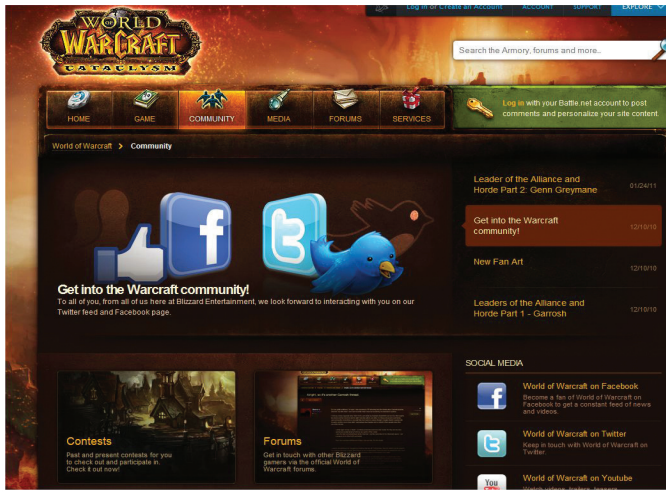 Log in or Create an Account ACCOUNT SUPPORT EXPLORE
WORLD
OF
WARCRAFT
CATACLYSM
Search the Armory, forums and more..
HOME GAME COMMUNITY MEDIA FORUMS SERVICES
Log in with your Battle.net account to post
comments and personalize your site content
World of Warcraft > Community
Leader of the Alliance and
Horde Part 2: Genn Greymane 01/24/11
Get into the Warcraft
community! 12/10/10
New Fan Art 12/10/10
Leaders of the Alliance and
Horde Part 1 - Garrosh 12/10/10
f
t
Get into the Warcraft community!
To all of you, from all of us here at Blizzard Entertainment, we look forward to interacting with you on our
Twitter feed and Facebook page.
Contests
Past and present contests for you
to check out and participate in.
Check it out now!
Forums
Get in touch with other Blizzard
gamers via the official World of
Warcraft forums.
SOCIAL MEDIA
f
World of Warcraft on Facebook
Become a fan of World of Warcraft on
Facebook to get a constant feed of news
and videos.
t
World of Warcraft on Twitter
Keep in touch with World of Warcraft on
Twitter
You
World of Warcraft on Youtube